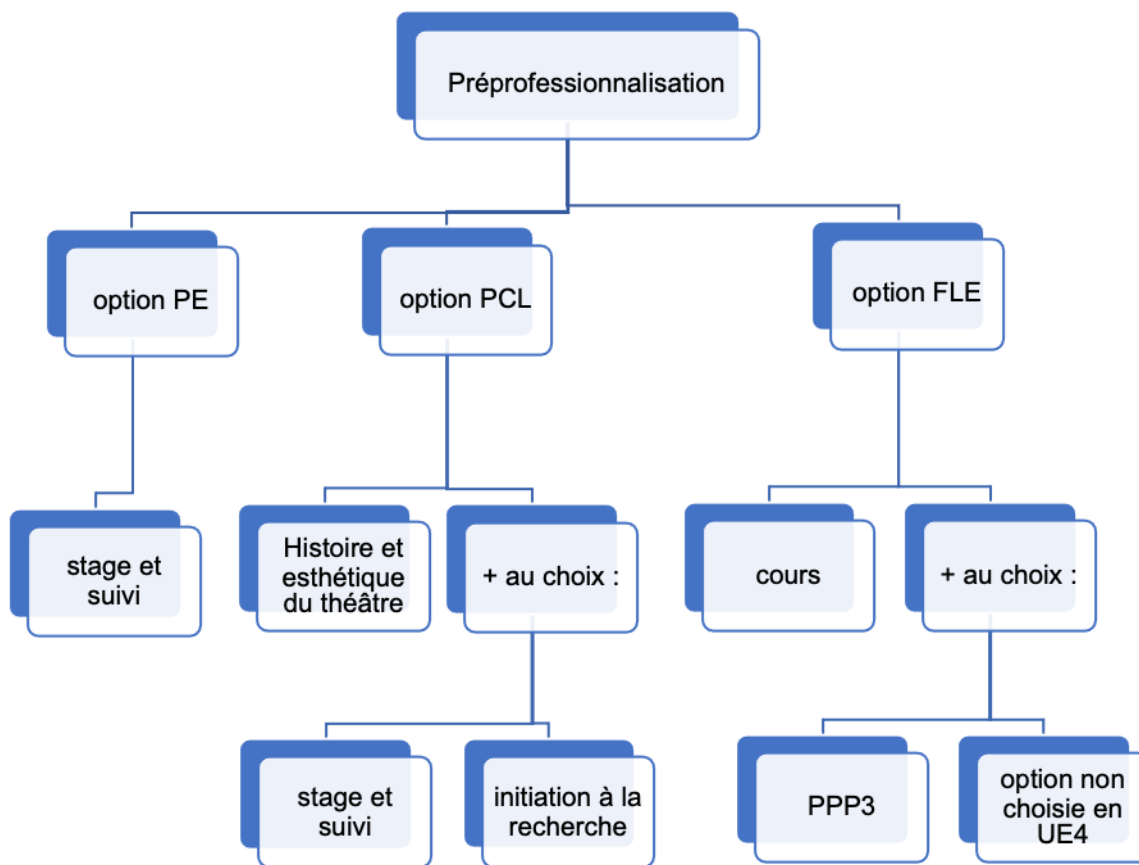 Préprofessionnalisation
option PE
option PCL
option FLE
stage et
suivi
Histoire et
esthétique
du théâtre
+ au choix :
cours
+ au choix :
stage et
suivi
initiation à la
recherche
PPP3
option non
choisie en
UE4